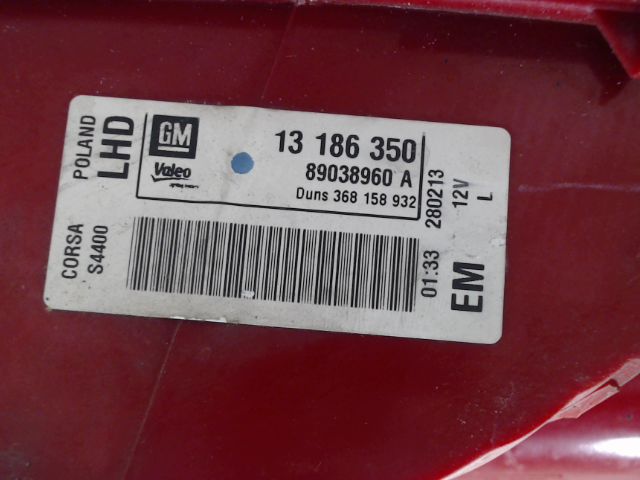 POLAND
LHD
GM
Valeo
13 186 350
89038960 A
Duns 368 158 932
CORSA
S4400
01:33 280213
12V
L
EM